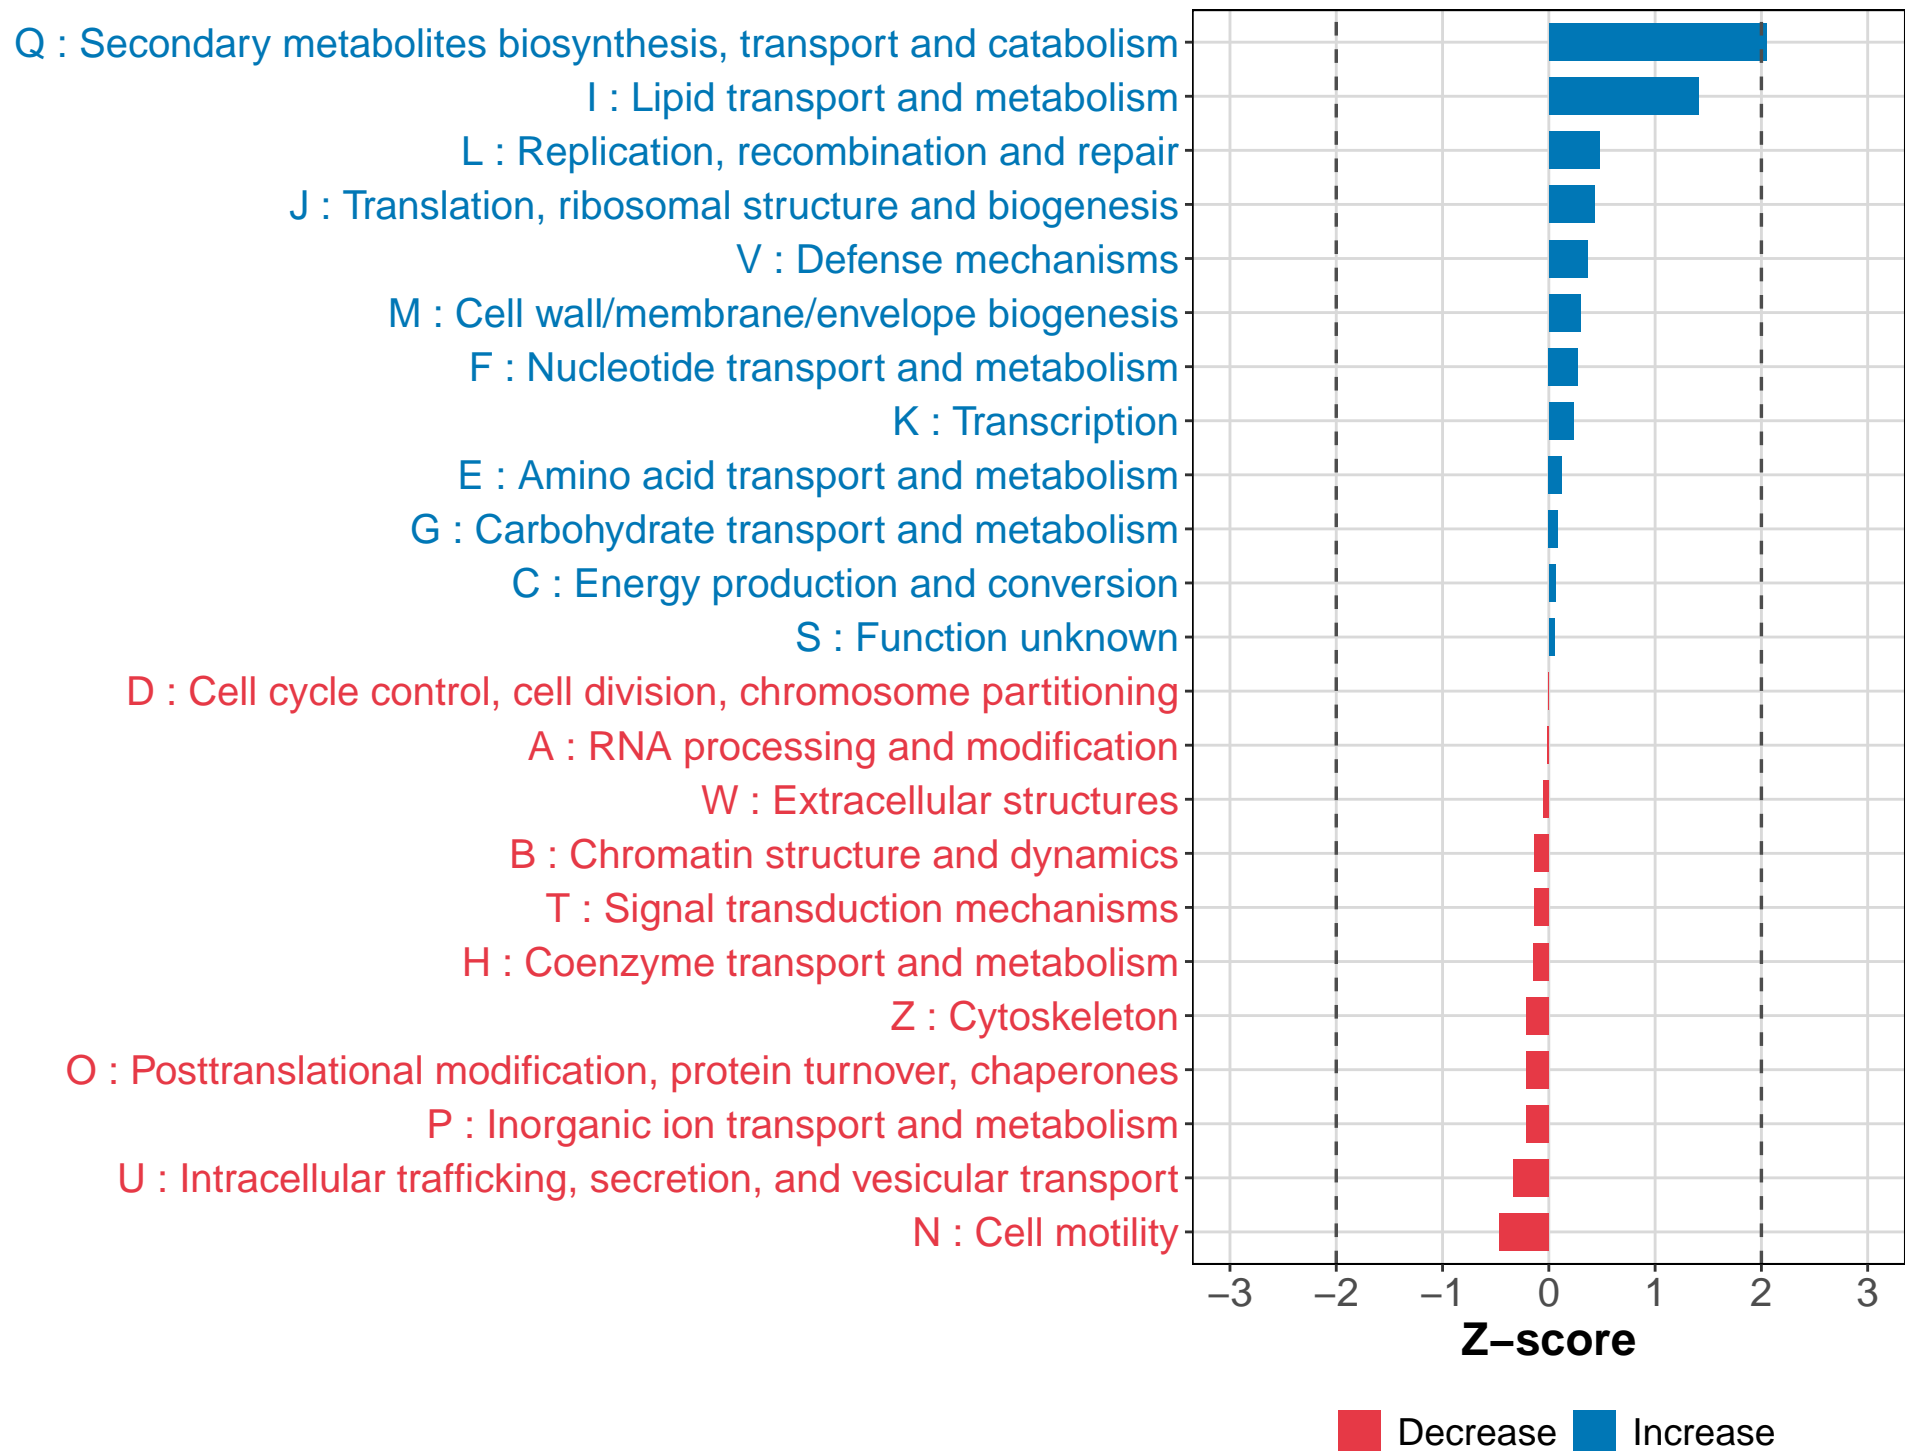 Q : Secondary metabolites biosynthesis, transport and catabolism
I : Lipid transport and metabolism
L : Replication, recombination and repair
J : Translation, ribosomal structure and biogenesis
V : Defense mechanisms
M : Cell wall/membrane/envelope biogenesis
F : Nucleotide transport and metabolism
K : Transcription
E : Amino acid transport and metabolism
G : Carbohydrate transport and metabolism
C : Energy production and conversion
S : Function unknown
D : Cell cycle control, cell division, chromosome partitioning
A : RNA processing and modification
W : Extracellular structures
B : Chromatin structure and dynamics
T : Signal transduction mechanisms
H : Coenzyme transport and metabolism
Z : Cytoskeleton
O : Posttranslational modification, protein turnover, chaperones
P : Inorganic ion transport and metabolism
U : Intracellular trafficking, secretion, and vesicular transport
N : Cell motility
−3 −2 −1 0 1 2 3
Z−score
Decrease Increase